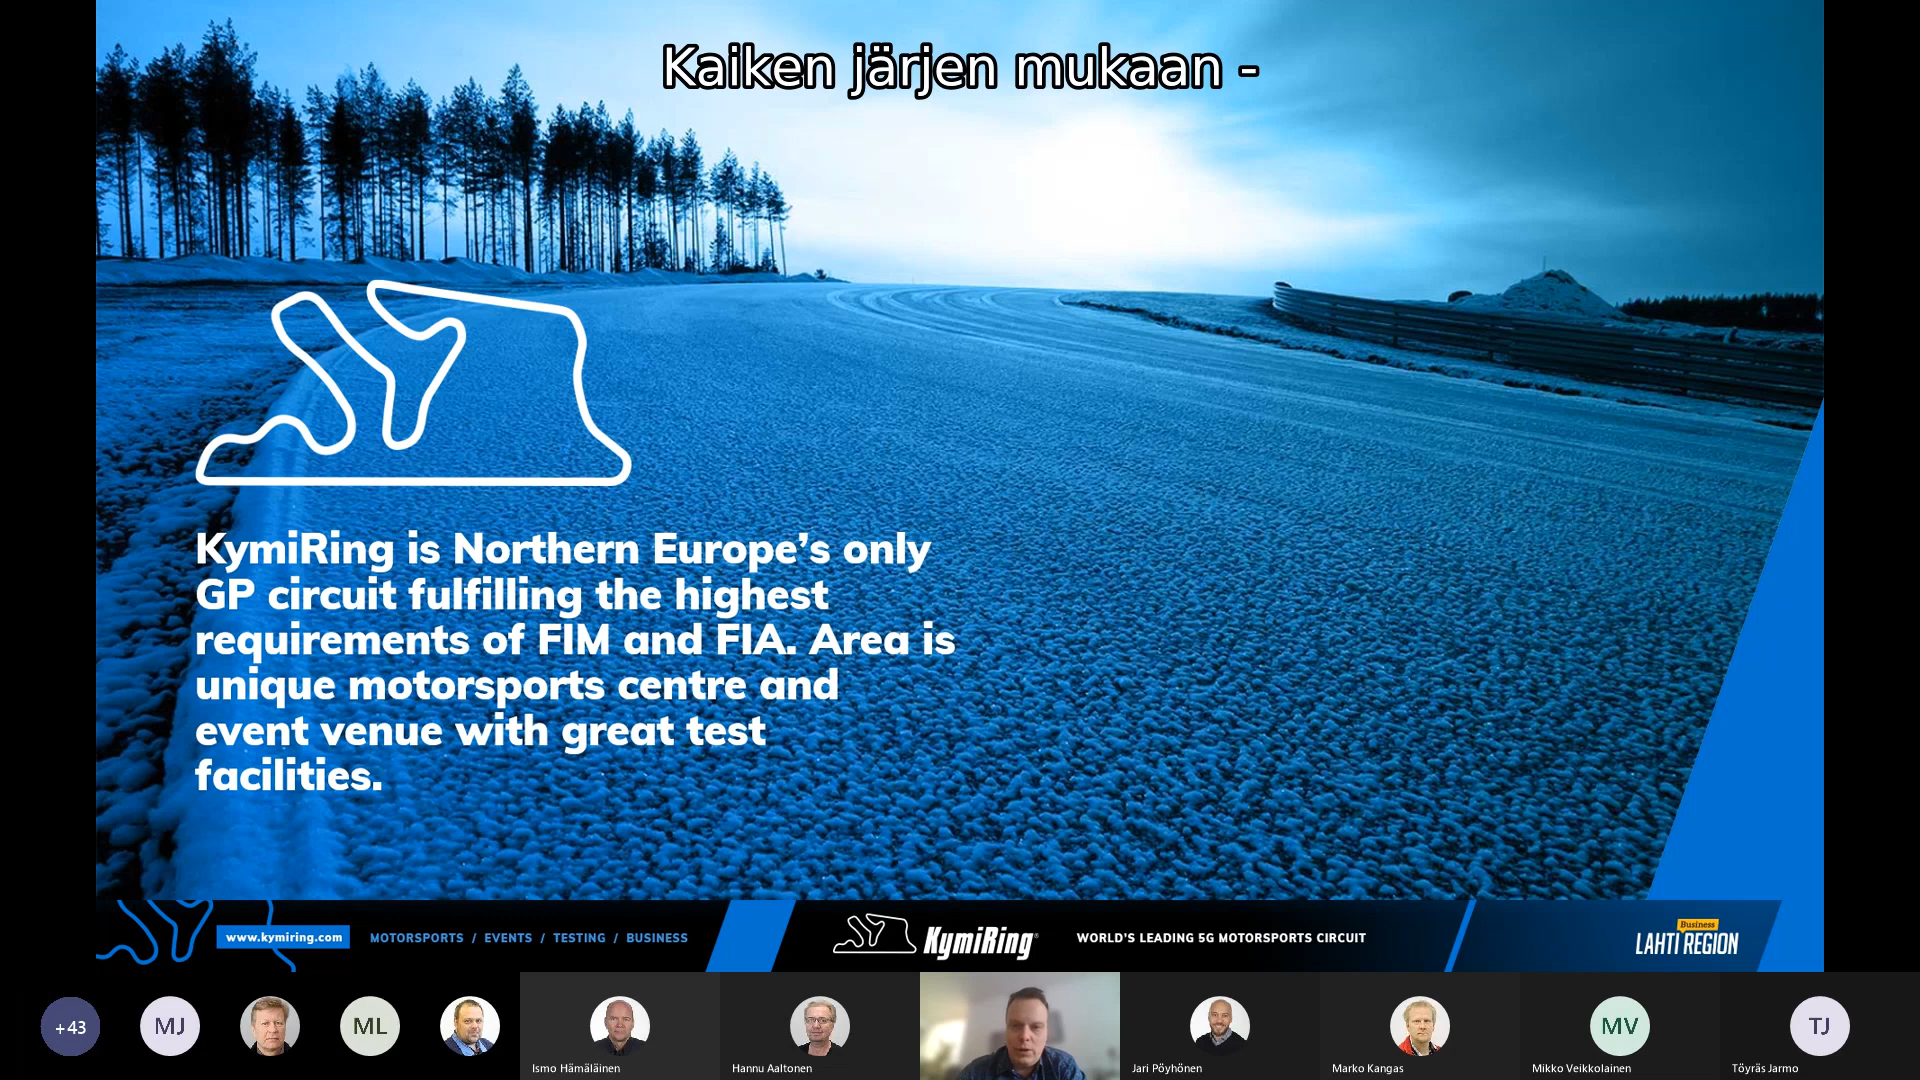 Kaiken järjen mukaan -
KymiRing is Northern Europe's only
GP circuit fulfilling the highest
requirements of FIM and FIA. Area is
unique motorsports centre and
event venue with great test
facilities.
www.kymiring.com
MOTORSPORTS / EVENTS / TESTING / BUSINESS
KymiRing®
WORLD'S LEADING 5G MOTORSPORTS CIRCUIT
Business
LAHTI REGION
+43
MJ
ML
MV
TJ
Ismo Hämäläinen
Hannu Aaltonen
Jari Pöyhönen
Marko Kangas
Mikko Veikkolainen
Töyräs Jarmo